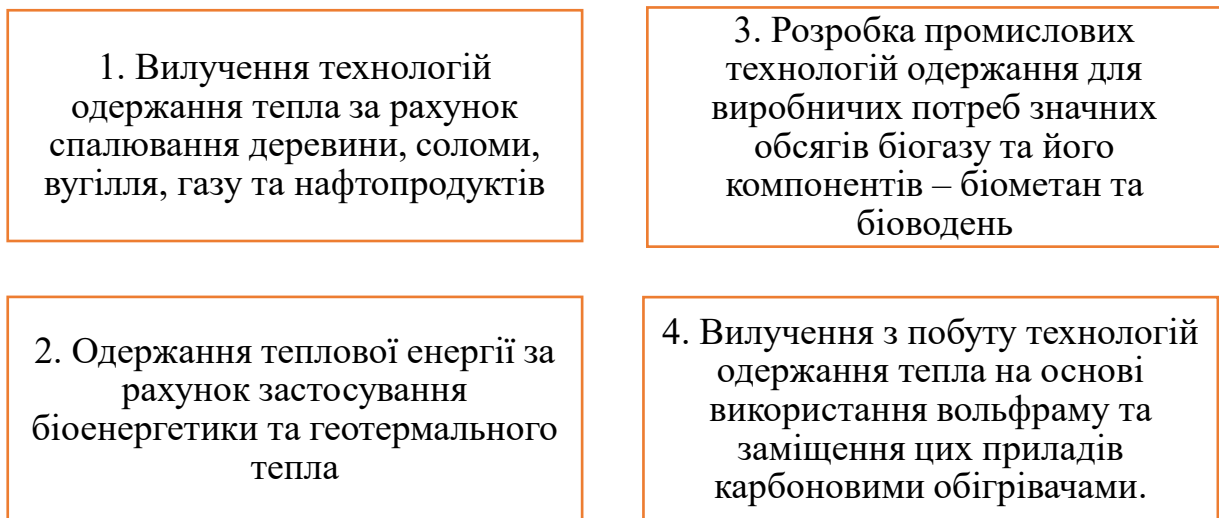 1. Вилучення технологій
одержання тепла за рахунок
спалювання деревини, соломи,
вугілля, газу та нафтопродуктів
2. Одержання теплової енергії за
рахунок застосування
біоенергетики та геотермального
тепла
3. Розробка промислових
технологій одержання для
виробничих потреб значних
обсягів біогазу та його
компонентів – біометан та
біоводень
4. Вилучення з побуту технологій
одержання тепла на основі
використання вольфраму та
заміщення цих приладів
карбоновими обігрівачами.